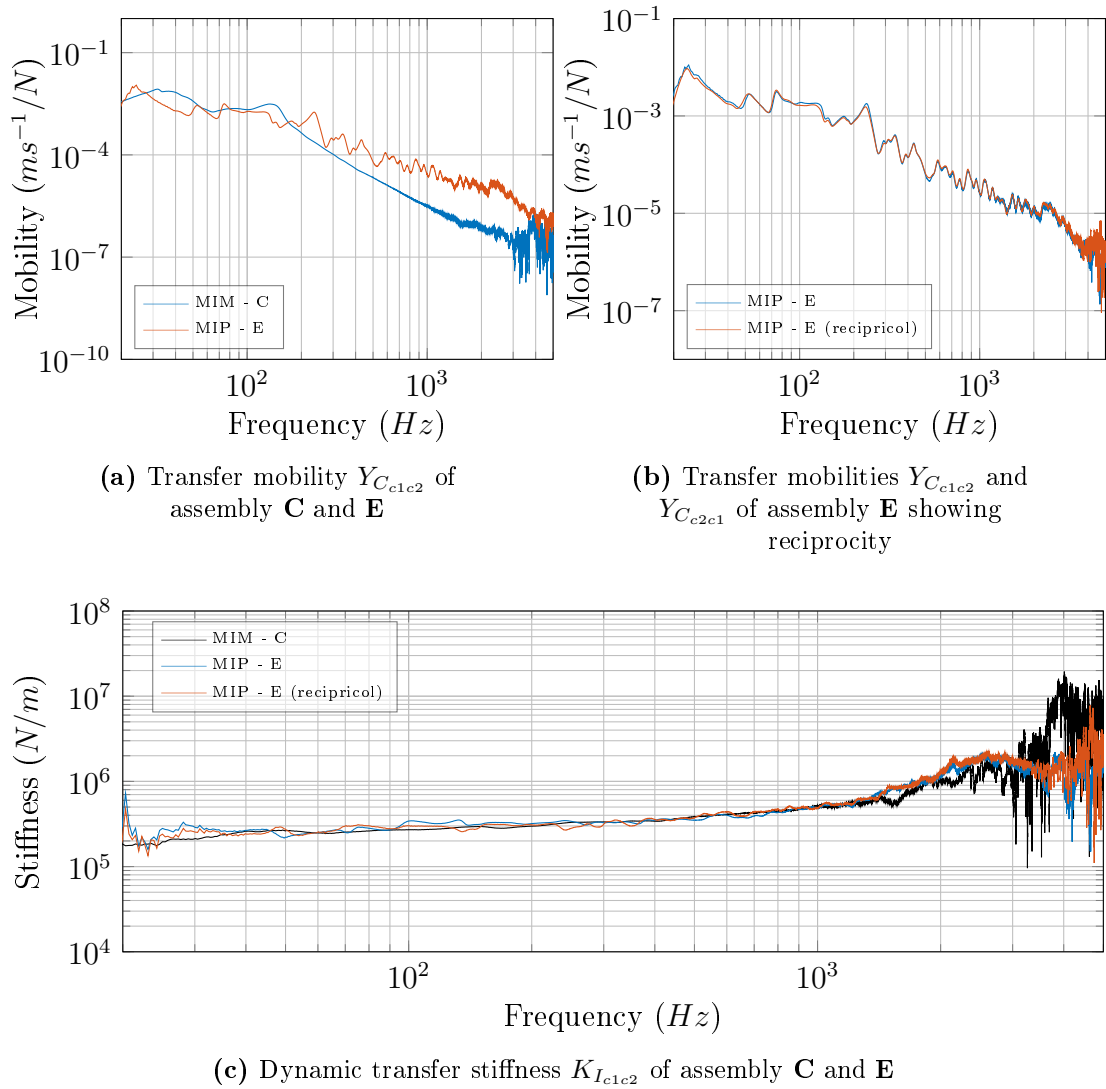 10^{-1}
10^{-4}
10^{-7}
10^{-10}
Mobility (ms^{-1}/N)
MIM - C
MIP - E
10^2
10^3
Frequency (Hz)
(a) Transfer mobility Y_{C_{c1c2}} of
assembly C and E
10^{-1}
10^{-3}
10^{-5}
10^{-7}
Mobility (ms^{-1}/N)
MIP - E
MIP - E (recipricol)
10^2
10^3
Frequency (Hz)
(b) Transfer mobilities Y_{C_{c1c2}} and
Y_{C_{c2c1}} of assembly E showing
reciprocity
10^8
10^7
10^6
10^5
10^4
Stiffness (N/m)
MIM - C
MIP - E
MIP - E (recipricol)
10^2
10^3
Frequency (Hz)
(c) Dynamic transfer stiffness K_{I_{c1c2}} of assembly C and E